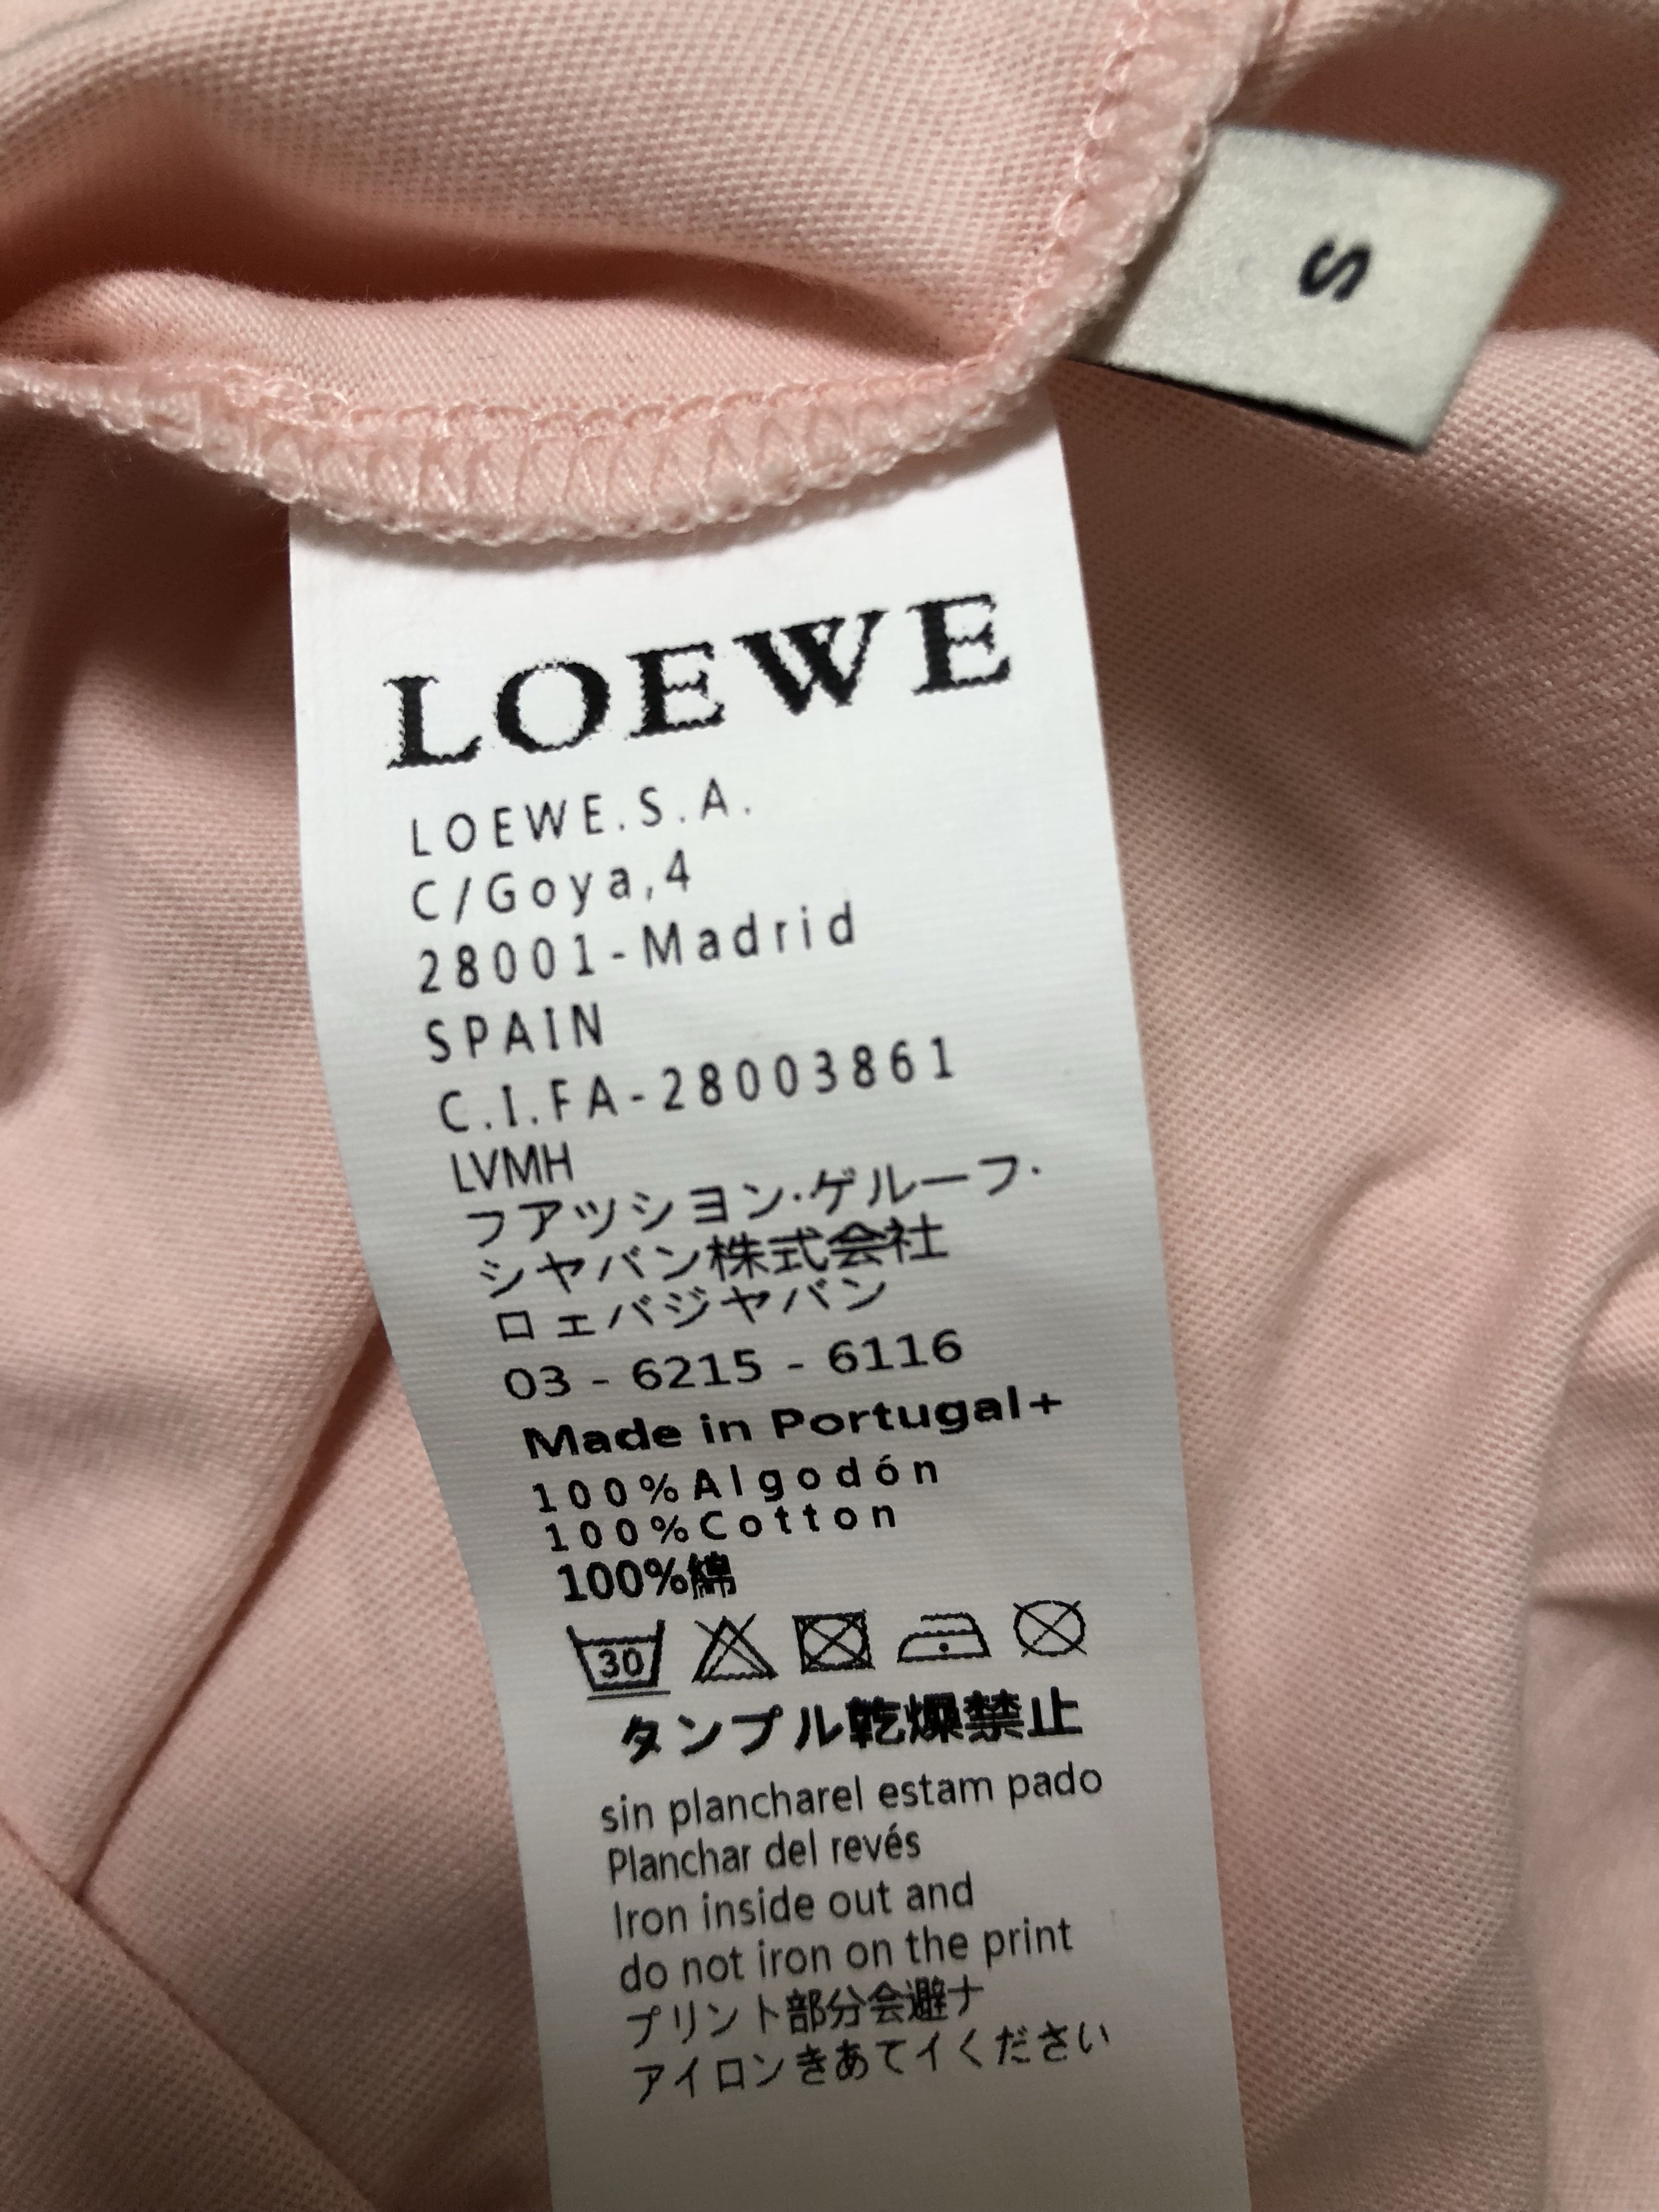 S
LOEWE
LOEWE.S.A.
C/Goya,4
28001-Madrid
SPAIN
C.I.FA-28003861
LVMH
フアツシヨン·ゲルーフ·
シヤバン株式会社
ロェバジヤバン
03 - 6215 - 6116
Made in Portugal+
100%Algodón
100%Cotton
100%綿
30
タンプル乾燥禁止
sin plancharel estam pado
Planchar del revés
Iron inside out and
do not iron on the print
プリント部分会避ナ
アイロンきあてイください